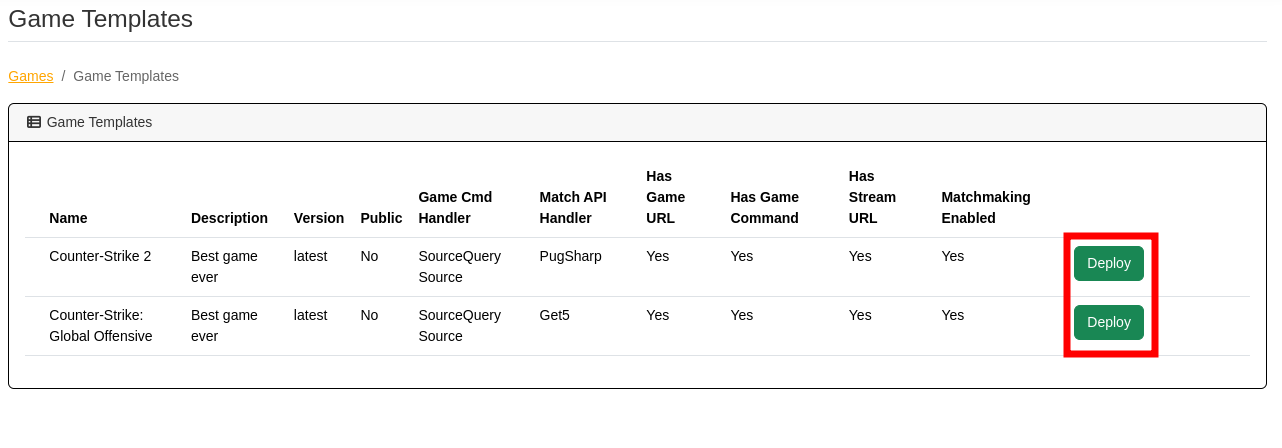 Game Templates
Games / Game Templates
Game Templates
Name Description Version Public Game Cmd Handler Match API Handler Has Game URL Has Game Command Has Stream URL Matchmaking Enabled
Counter-Strike 2 Best game ever latest No SourceQuery Source PugSharp Yes Yes Yes Yes Deploy
Counter-Strike: Global Offensive Best game ever latest No SourceQuery Source Get5 Yes Yes Yes Yes Deploy